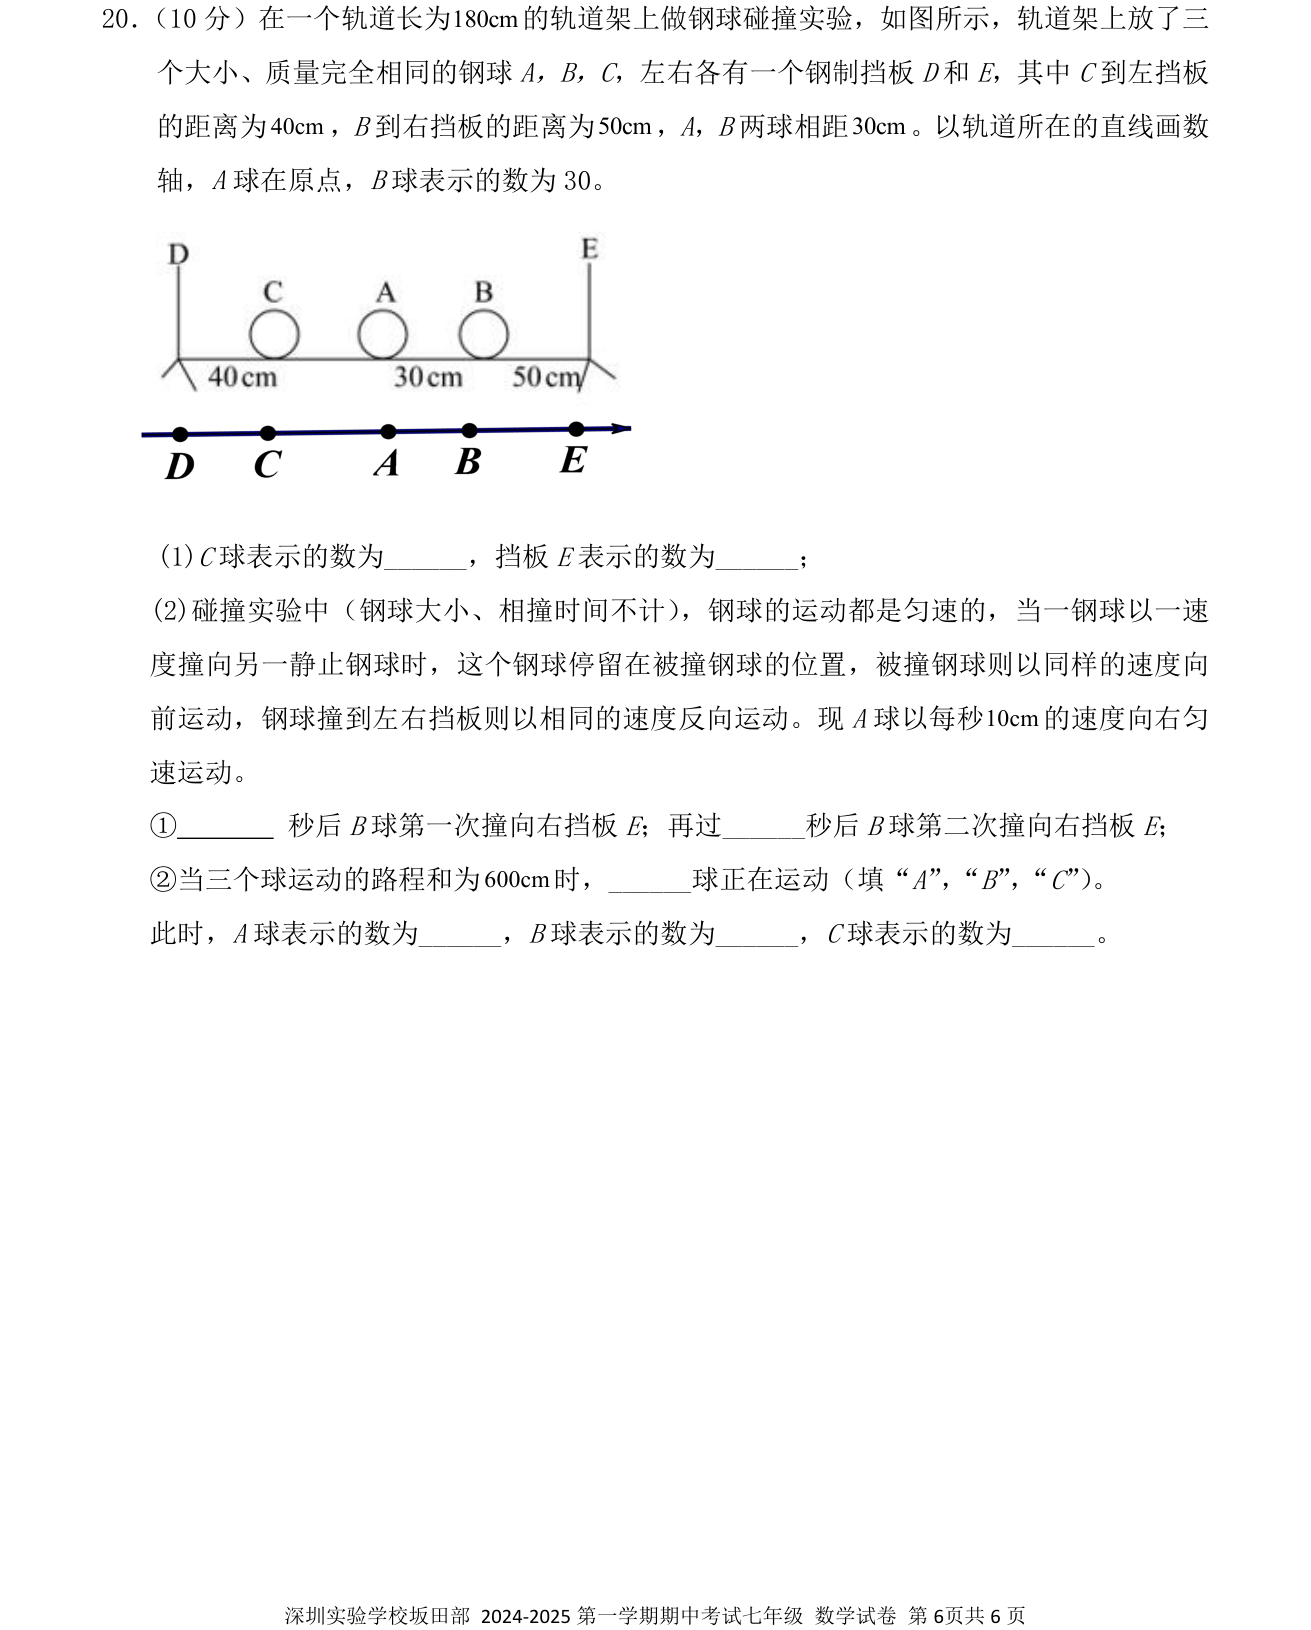 20.（10 分）在一个轨道长为180cm的轨道架上做钢球碰撞实验，如图所示，轨道架上放了三
个大小、质量完全相同的钢球 A，B，C，左右各有一个钢制挡板 D 和 E，其中 C 到左挡板
的距离为40cm，B 到右挡板的距离为50cm，A，B 两球相距30cm。以轨道所在的直线画数
轴，A 球在原点，B 球表示的数为 30。
D E
C A B
40cm 30cm 50cm
D C A B E
(1) C 球表示的数为______，挡板 E 表示的数为______；
(2)碰撞实验中（钢球大小、相撞时间不计），钢球的运动都是匀速的，当一钢球以一速
度撞向另一静止钢球时，这个钢球停留在被撞钢球的位置，被撞钢球则以同样的速度向
前运动，钢球撞到左右挡板则以相同的速度反向运动。现 A 球以每秒10cm的速度向右匀
速运动。
①_______ 秒后 B 球第一次撞向右挡板 E；再过______秒后 B 球第二次撞向右挡板 E；
②当三个球运动的路程和为600cm时，______球正在运动（填“A”，“B”，“C”）。
此时，A 球表示的数为______，B 球表示的数为______，C 球表示的数为______。
深圳实验学校坂田部 2024-2025 第一学期期中考试七年级 数学试卷 第 6页共 6 页